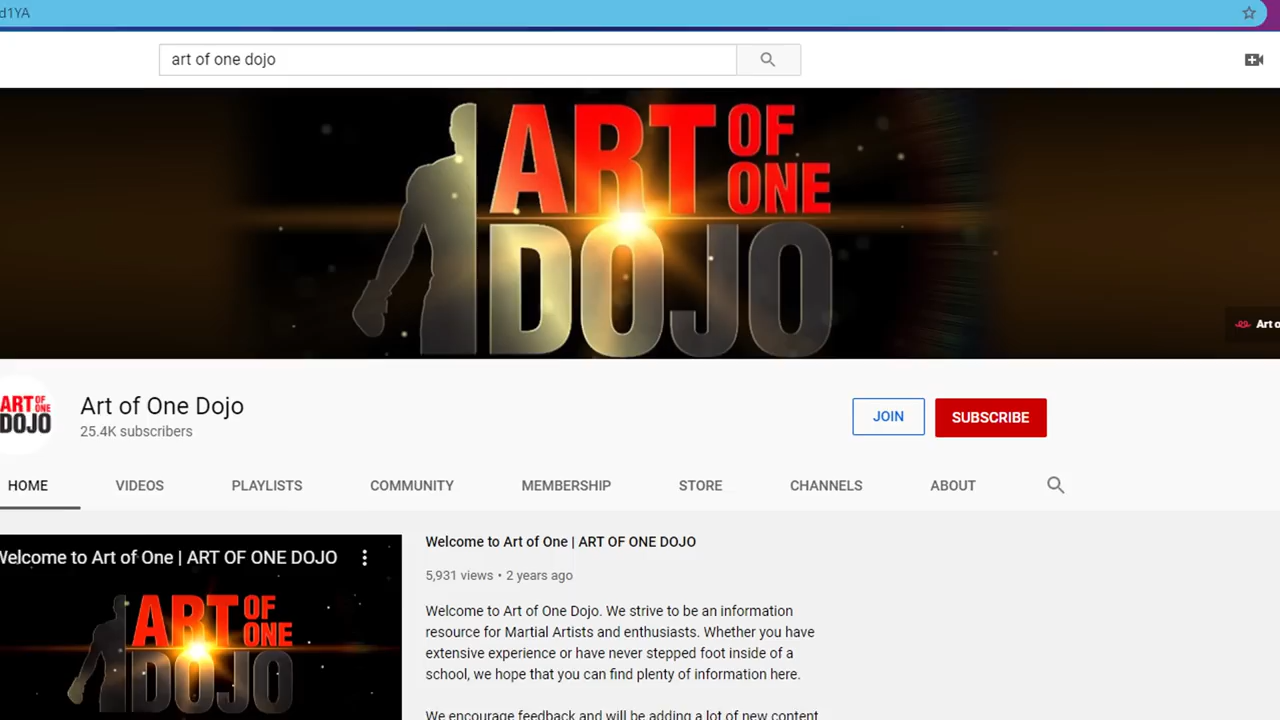 d1YA
art of one dojo
ART OF ONE
DOJO
Art o
ART OF ONE
DOJO
Art of One Dojo
25.4K subscribers
JOIN
SUBSCRIBE
HOME VIDEOS PLAYLISTS COMMUNITY MEMBERSHIP STORE CHANNELS ABOUT
Welcome to Art of One | ART OF ONE DOJO
ART OF ONE
DOJO
Welcome to Art of One | ART OF ONE DOJO
5,931 views • 2 years ago
Welcome to Art of One Dojo. We strive to be an information
resource for Martial Artists and enthusiasts. Whether you have
extensive experience or have never stepped foot inside of a
school, we hope that you can find plenty of information here.
We encourage feedback and will be adding a lot of new content